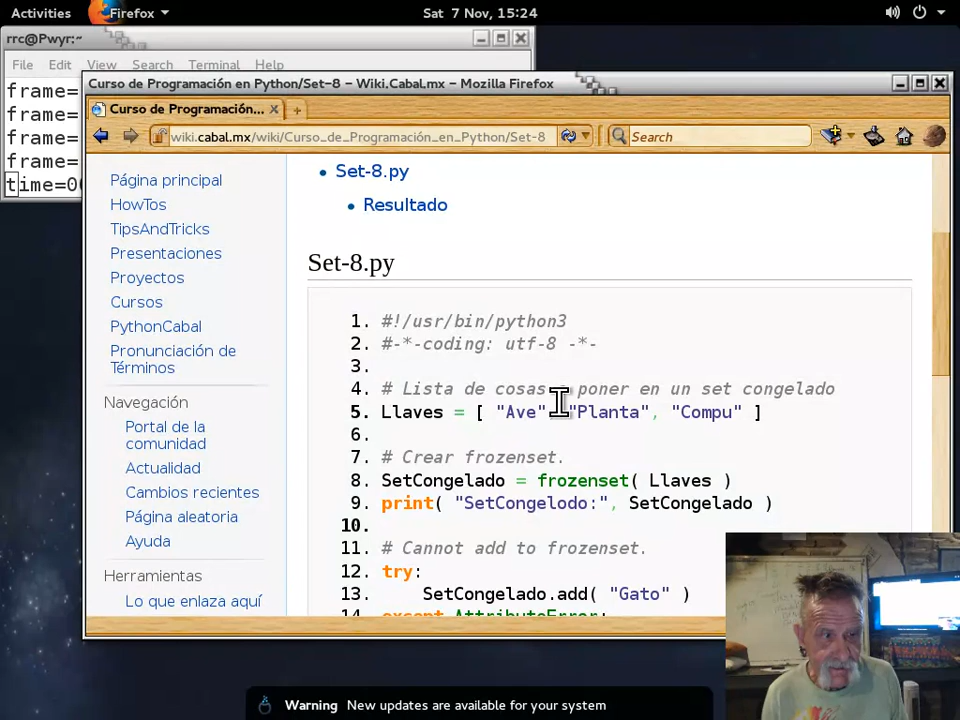 Activities Firefox Sat 7 Nov, 15:24
rrc@Pwyr:~
File Edit View Search Terminal Help
frame=
frame=
frame=
frame=
time=00
Curso de Programación en Python/Set-8 – Wiki.Cabal.mx – Mozilla Firefox
Curso de Programación...
wiki.cabal.mx/wiki/Curso_de_Programación_en_Python/Set-8
Search
Página principal
HowTos
TipsAndTricks
Presentaciones
Proyectos
Cursos
PythonCabal
Pronunciación de
Términos
Navegación
Portal de la
comunidad
Actualidad
Cambios recientes
Página aleatoria
Ayuda
Herramientas
Lo que enlaza aquí
Set-8.py
Resultado
Set-8.py
1. #!/usr/bin/python3
2. #-*-coding: utf-8 -*-
3.
4. # Lista de cosas poner en un set congelado
5. Llaves = [ "Ave" "Planta", "Compu" ]
6.
7. # Crear frozenset.
8. SetCongelado = frozenset( Llaves )
9. print( "SetCongelodo:", SetCongelado )
10.
11. # Cannot add to frozenset.
12. try:
13. SetCongelado.add( "Gato" )
14. except AttributeError:
Warning New updates are available for your system